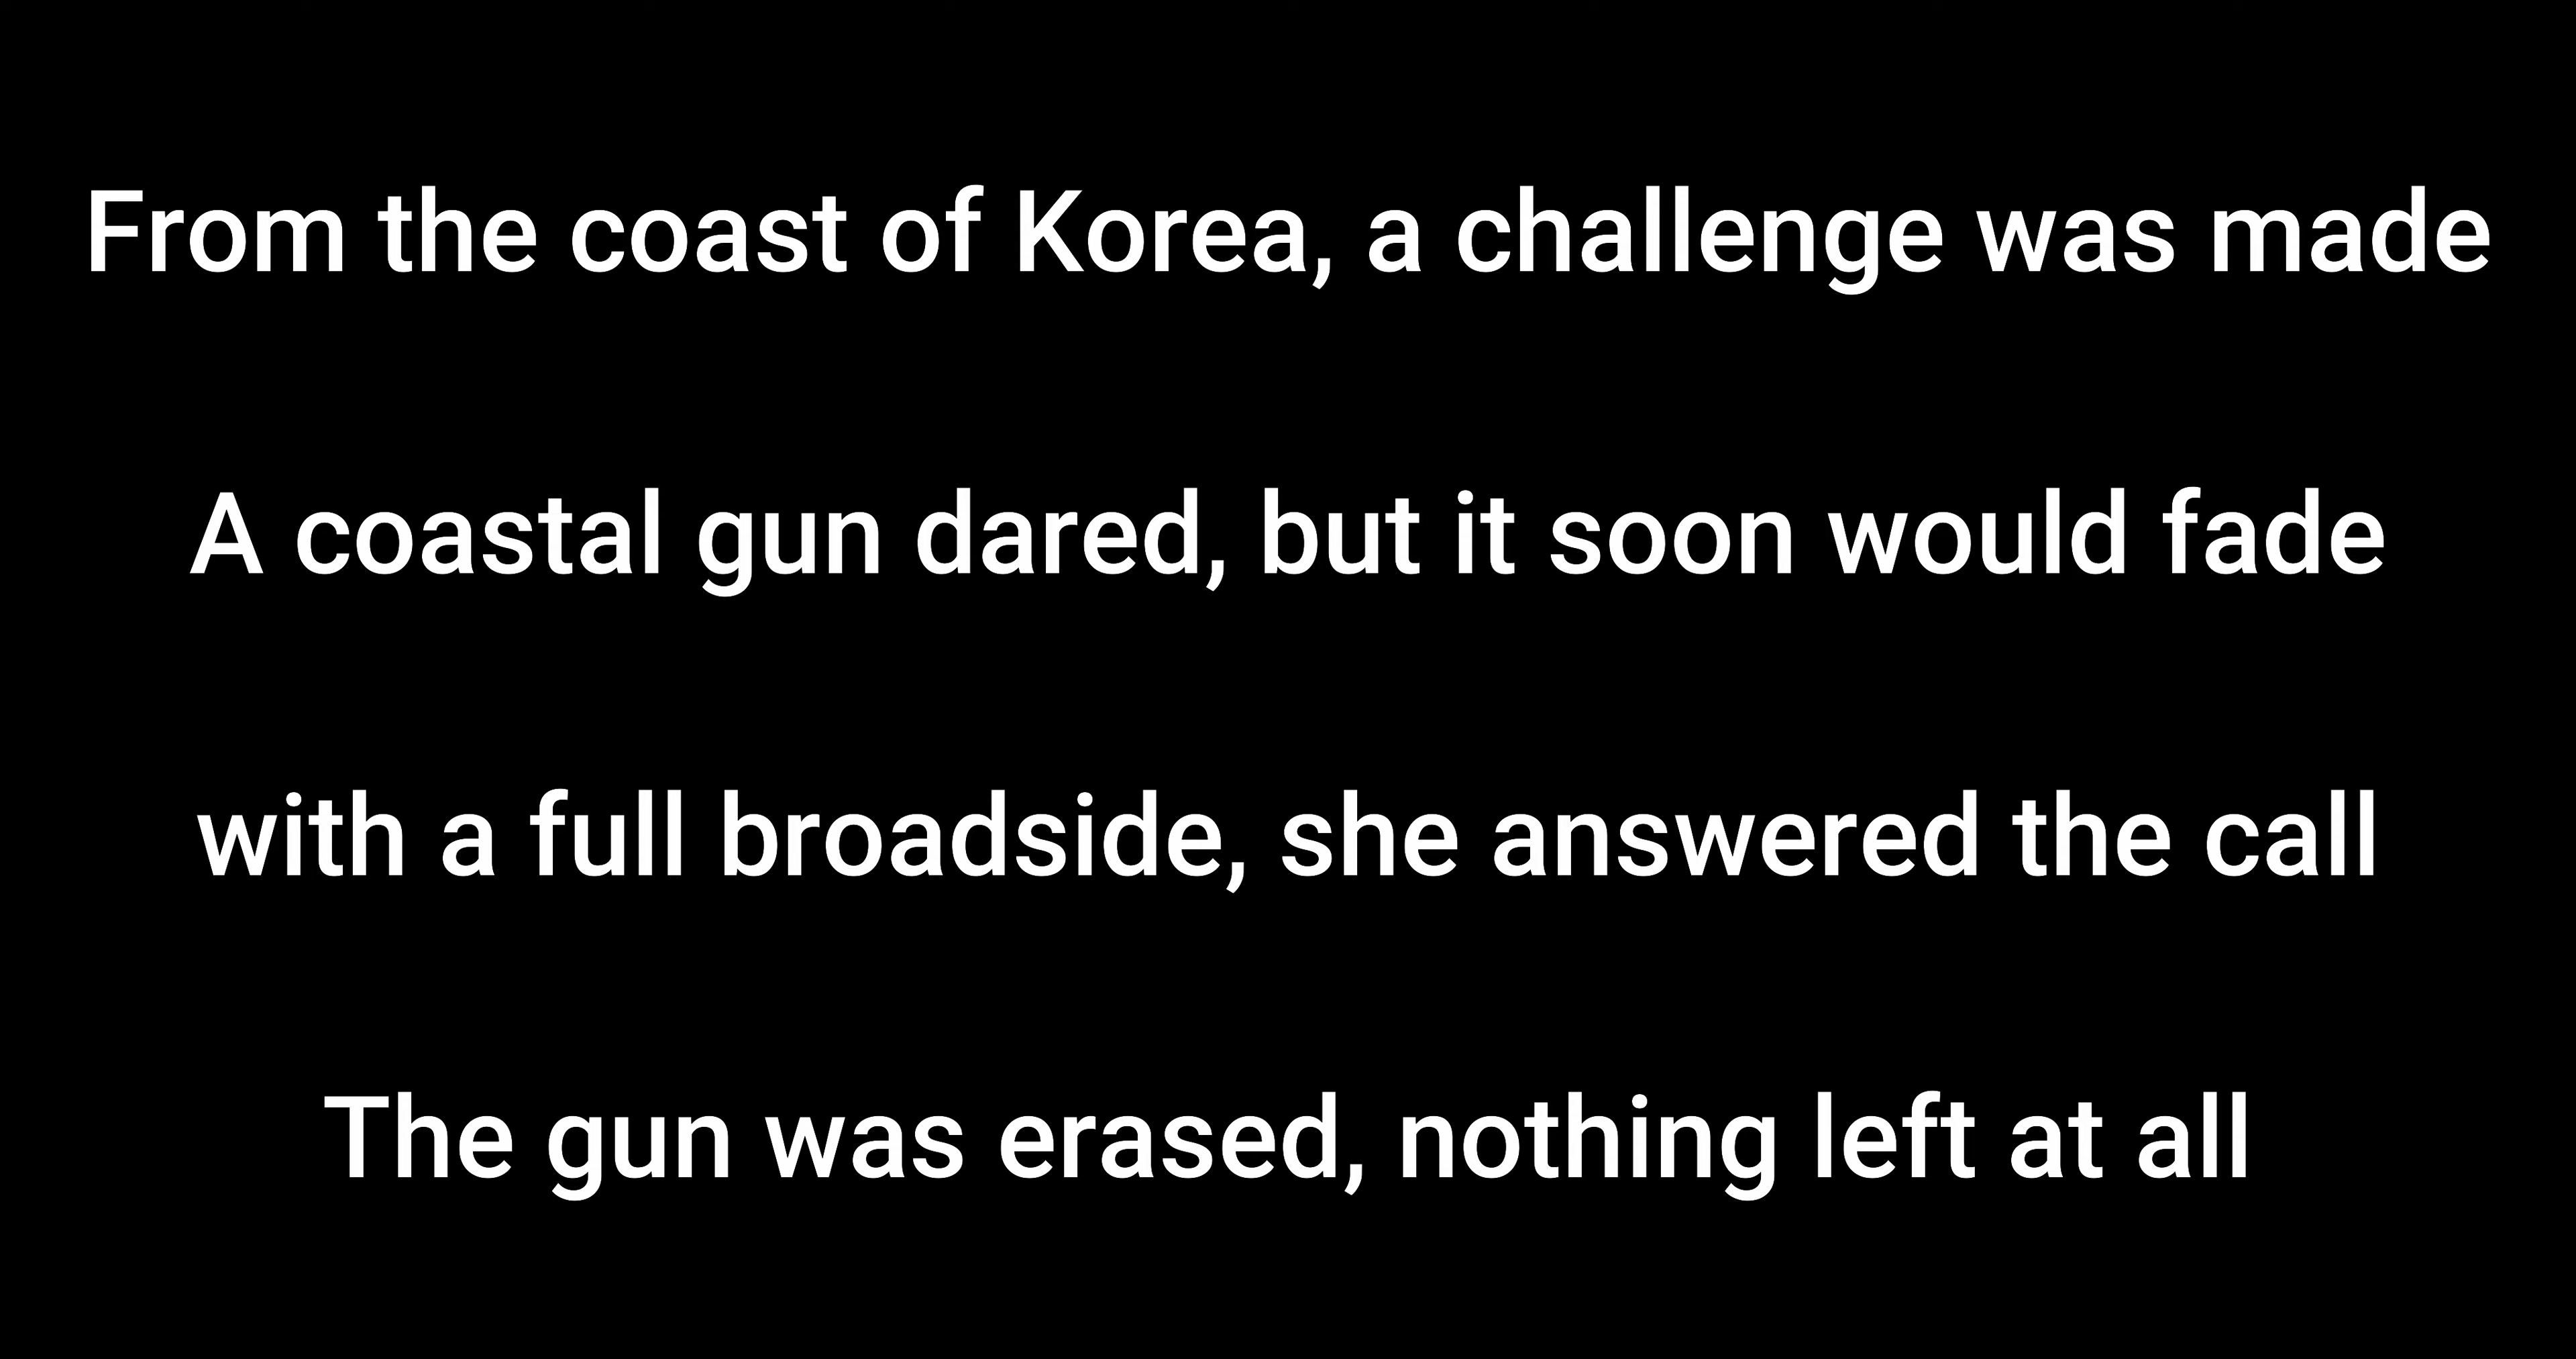 From the coast of Korea, a challenge was made
A coastal gun dared, but it soon would fade
with a full broadside, she answered the call
The gun was erased, nothing left at all